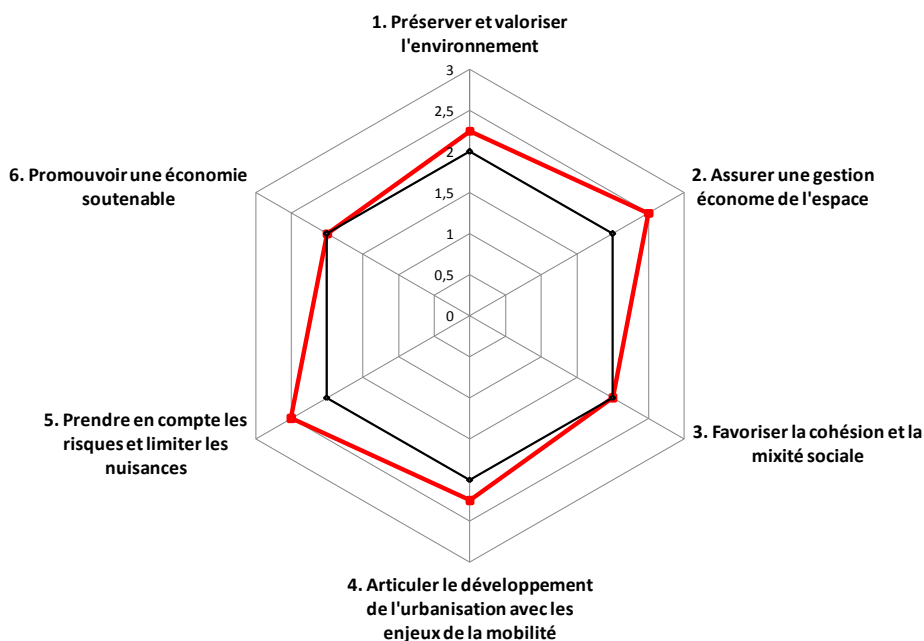 1. Préserver et valoriser
l'environnement
3
2,5
2
1,5
1
0,5
0
6. Promouvoir une économie
soutenable
2. Assurer une gestion
économe de l'espace
5. Prendre en compte les
risques et limiter les
nuisances
3. Favoriser la cohésion et la
mixité sociale
4. Articuler le développement
de l'urbanisation avec les
enjeux de la mobilité